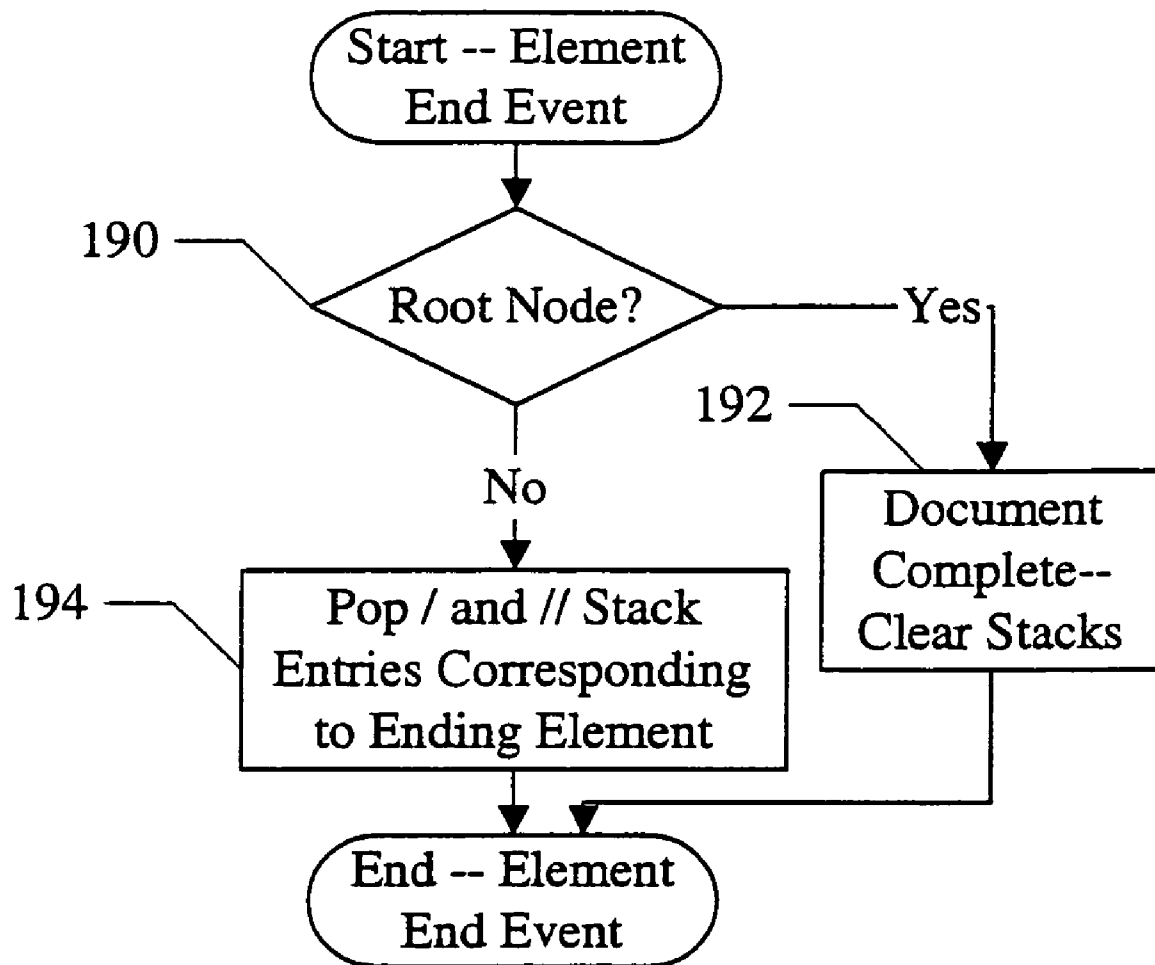 Start -- Element
End Event
190
Root Node?
Yes
192
No
Document
Complete--
Clear Stacks
194
Pop / and // Stack
Entries Corresponding
to Ending Element
End -- Element
End Event